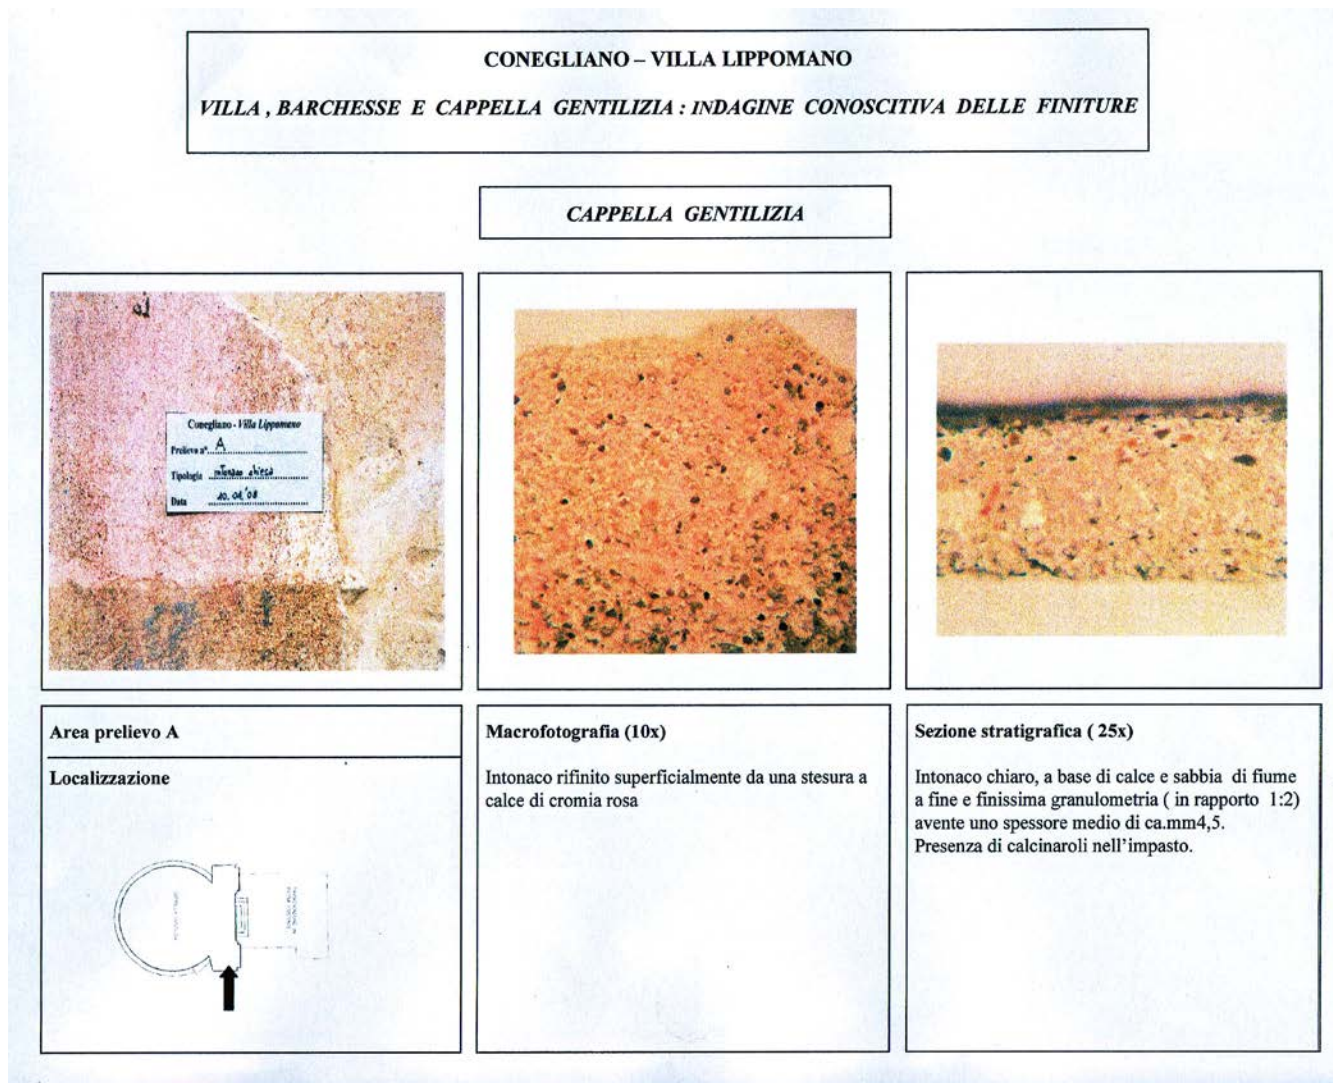 CONEGLIANO – VILLA LIPPOMANO
VILLA , BARCHESSE E CAPPELLA GENTILIZIA : INDAGINE CONOSCITIVA DELLE FINITURE
CAPPELLA GENTILIZIA
Conegliano - Villa Lippomano
Prelievo n° A
Tipologia intonaco chiesa
Data
Area prelievo A
Localizzazione
Macrofotografia (10x)
Intonaco rifinito superficialmente da una stesura a
calce di cromia rosa
Sezione stratigrafica ( 25x)
Intonaco chiaro, a base di calce e sabbia di fiume
a fine e finissima granulometria ( in rapporto 1:2)
avente uno spessore medio di ca.mm4,5.
Presenza di calcinaroli nell’impasto.